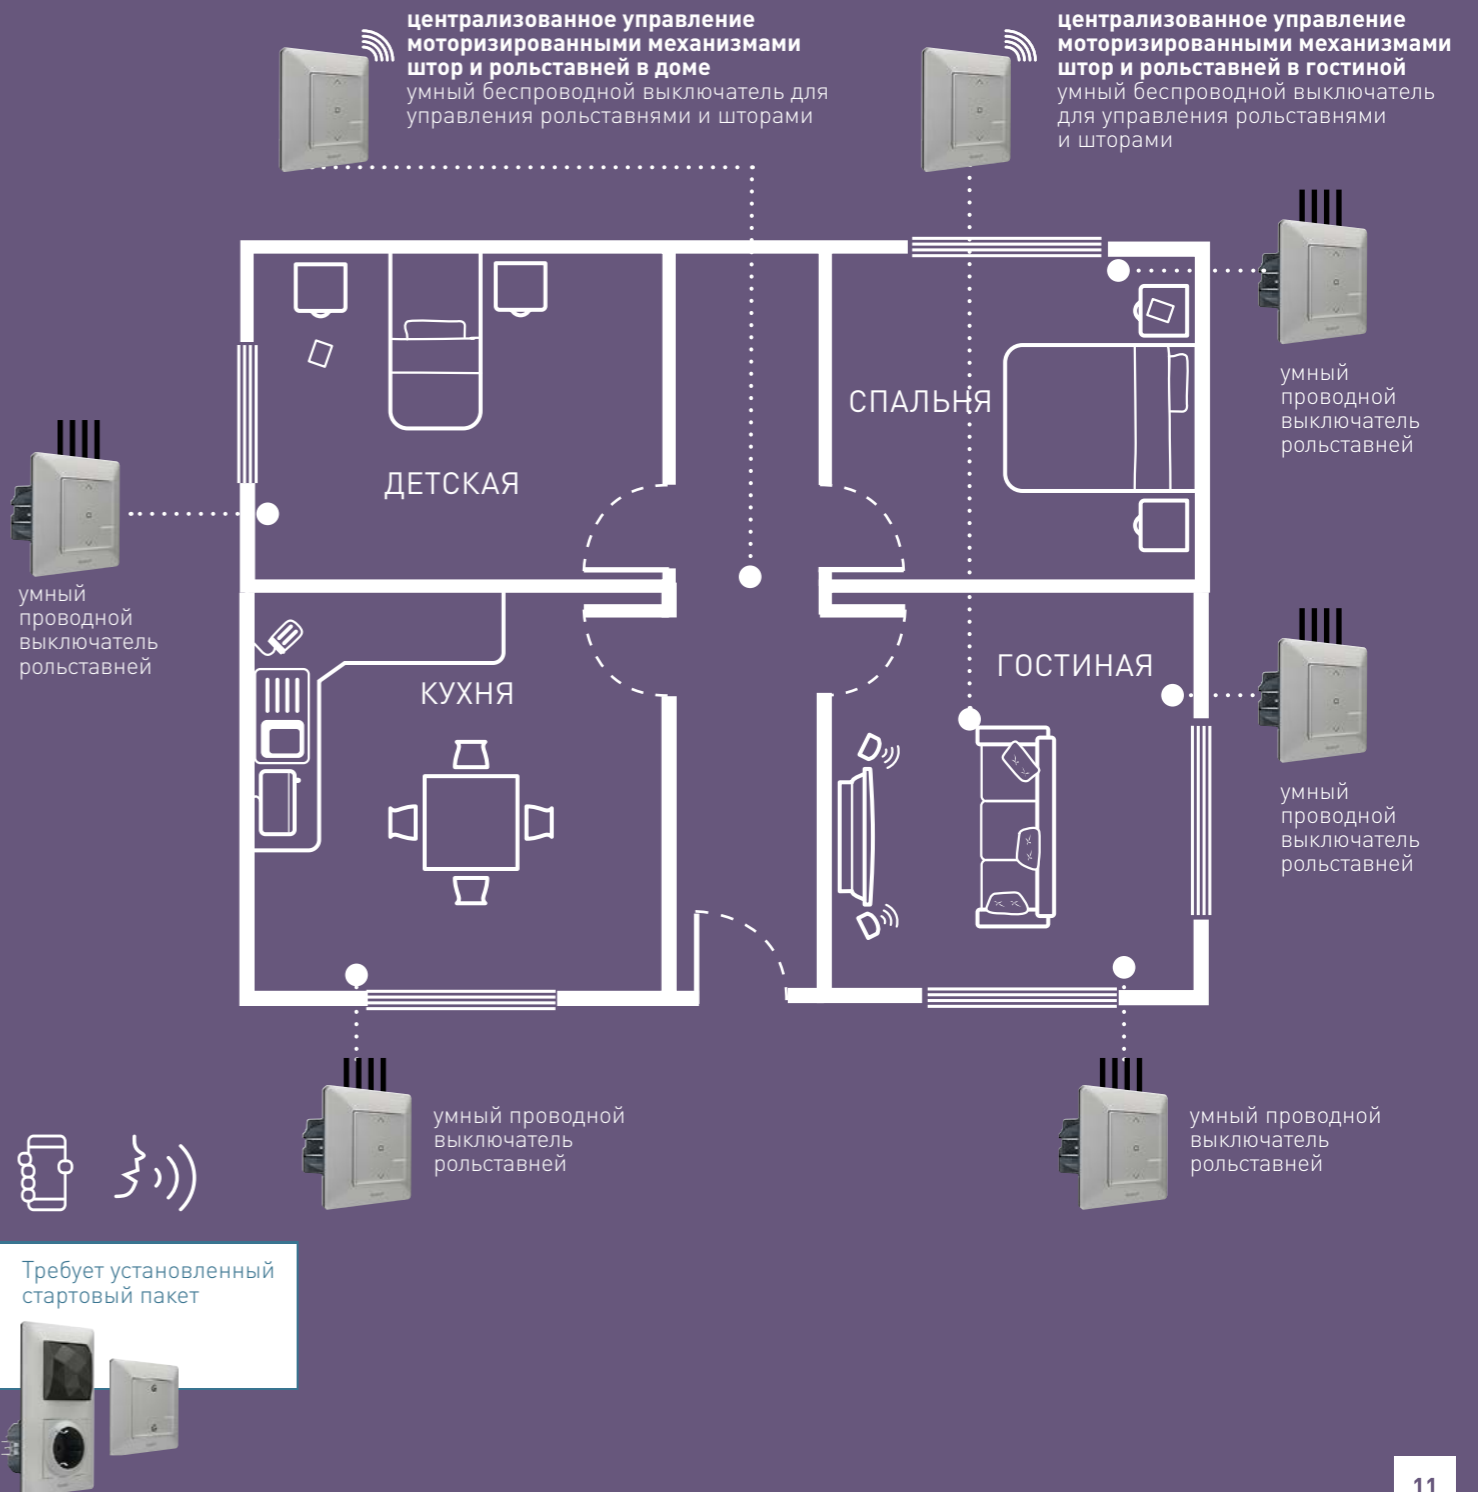 централизованное управление
моторизированными механизмами
штор и рольставней в доме
умный беспроводной выключатель для
управления рольставнями и шторами
централизованное управление
моторизированными механизмами
штор и рольставней в гостиной
умный беспроводной выключатель
для управления рольставнями
и шторами
умный
проводной
выключатель
рольставней
СПАЛЬНЯ
ДЕТСКАЯ
умный
проводной
выключатель
рольставней
ГОСТИНАЯ
КУХНЯ
умный
проводной
выключатель
рольставней
умный проводной
выключатель
рольставней
умный проводной
выключатель
рольставней
Требует установленный
стартовый пакет
11